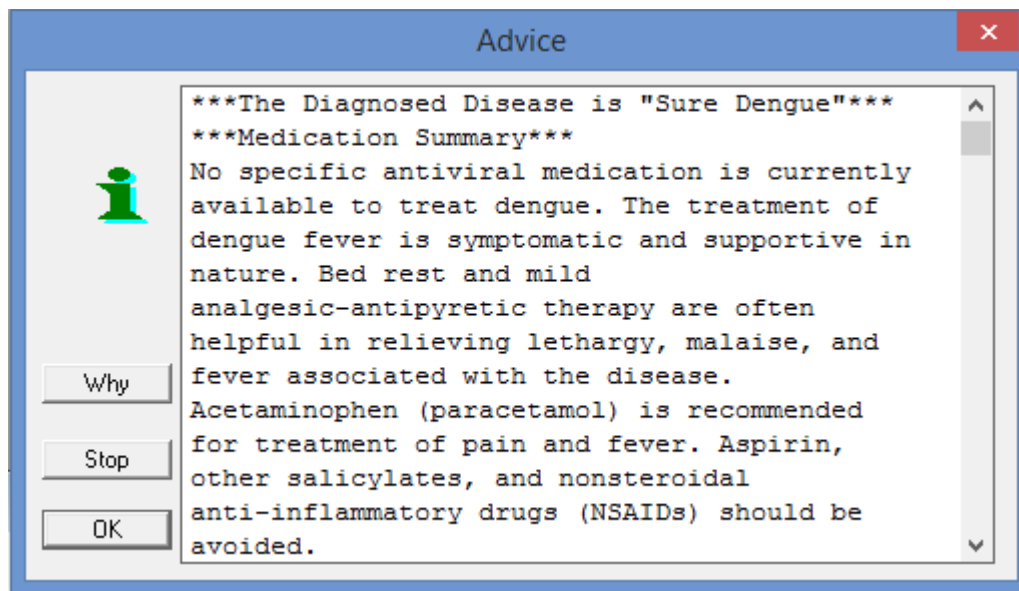 Advice
***The Diagnosed Disease is "Sure Dengue"***
***Medication Summary***
No specific antiviral medication is currently
available to treat dengue. The treatment of
dengue fever is symptomatic and supportive in
nature. Bed rest and mild
analgesic-antipyretic therapy are often
helpful in relieving lethargy, malaise, and
fever associated with the disease.
Acetaminophen (paracetamol) is recommended
for treatment of pain and fever. Aspirin,
other salicylates, and nonsteroidal
anti-inflammatory drugs (NSAIDs) should be
avoided.
Why
Stop
OK